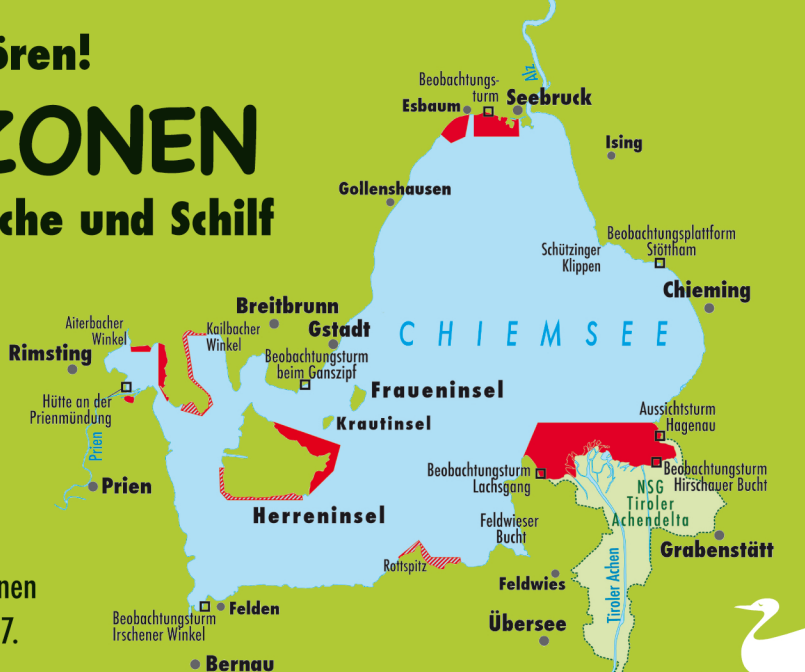 ören!
ZONEN
che und Schilf
Alz
Beobachtungs-
turm
Esbaum
Seebruck
Ising
Gollenshausen
Beobachtungsplattform
Stöttham
Schützinger
Klippen
Chieming
Breitbrunn
Aiterbacher
Winkel
Kailbacher
Winkel
Gstadt
CHIEMSEE
Rimsting
Beobachtungsturm
beim Ganszipf
Fraueninsel
Hütte an der
Prienmündung
Krautinsel
Aussichtsturm
Hagenau
Prien
Prien
Beobachtungsturm
Lachsgang
Beobachtungsturm
Hirschauer Bucht
NSG
Tiroler
Achendelta
Herreninsel
Feldwieser
Bucht
Grabenstätt
Rottspitz
Feldwies
Tiroler Achen
nen
7.
Beobachtungsturm
Irschener Winkel
Felden
Übersee
Bernau